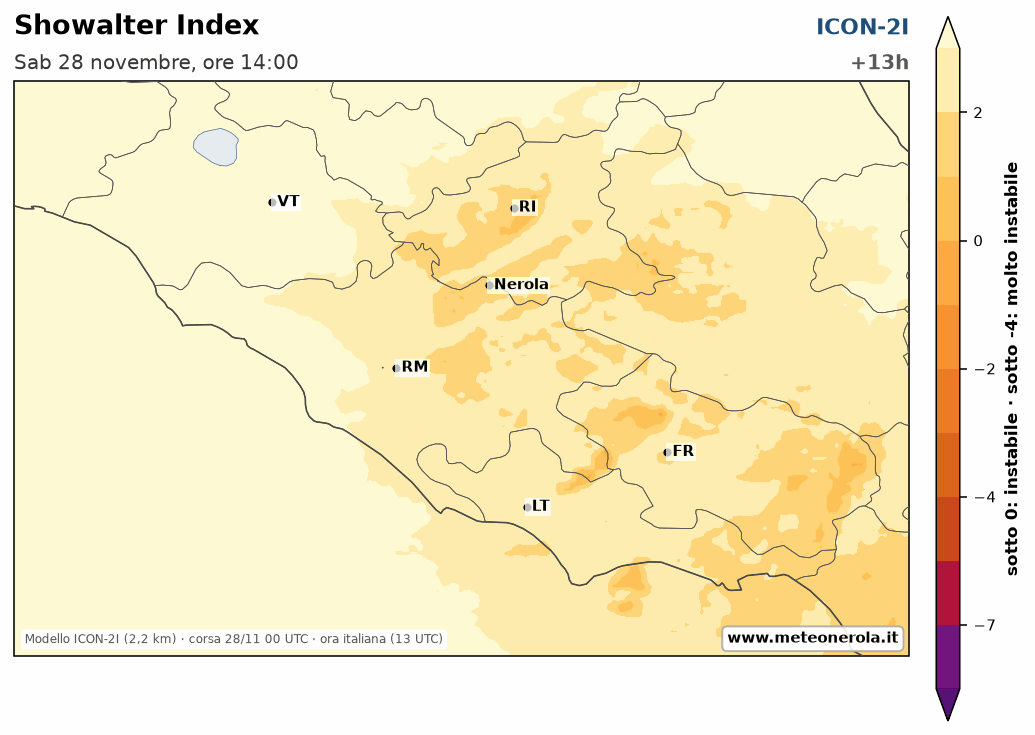 Showalter Index
ICON-2I
Sab 28 novembre, ore 14:00
+13h
VT
RI
Nerola
RM
FR
LT
2
0
−2
−4
−7
sotto 0: instabile · sotto -4: molto instabile
Modello ICON-2I (2,2 km) · corsa 28/11 00 UTC · ora italiana (13 UTC)
www.meteonerola.it